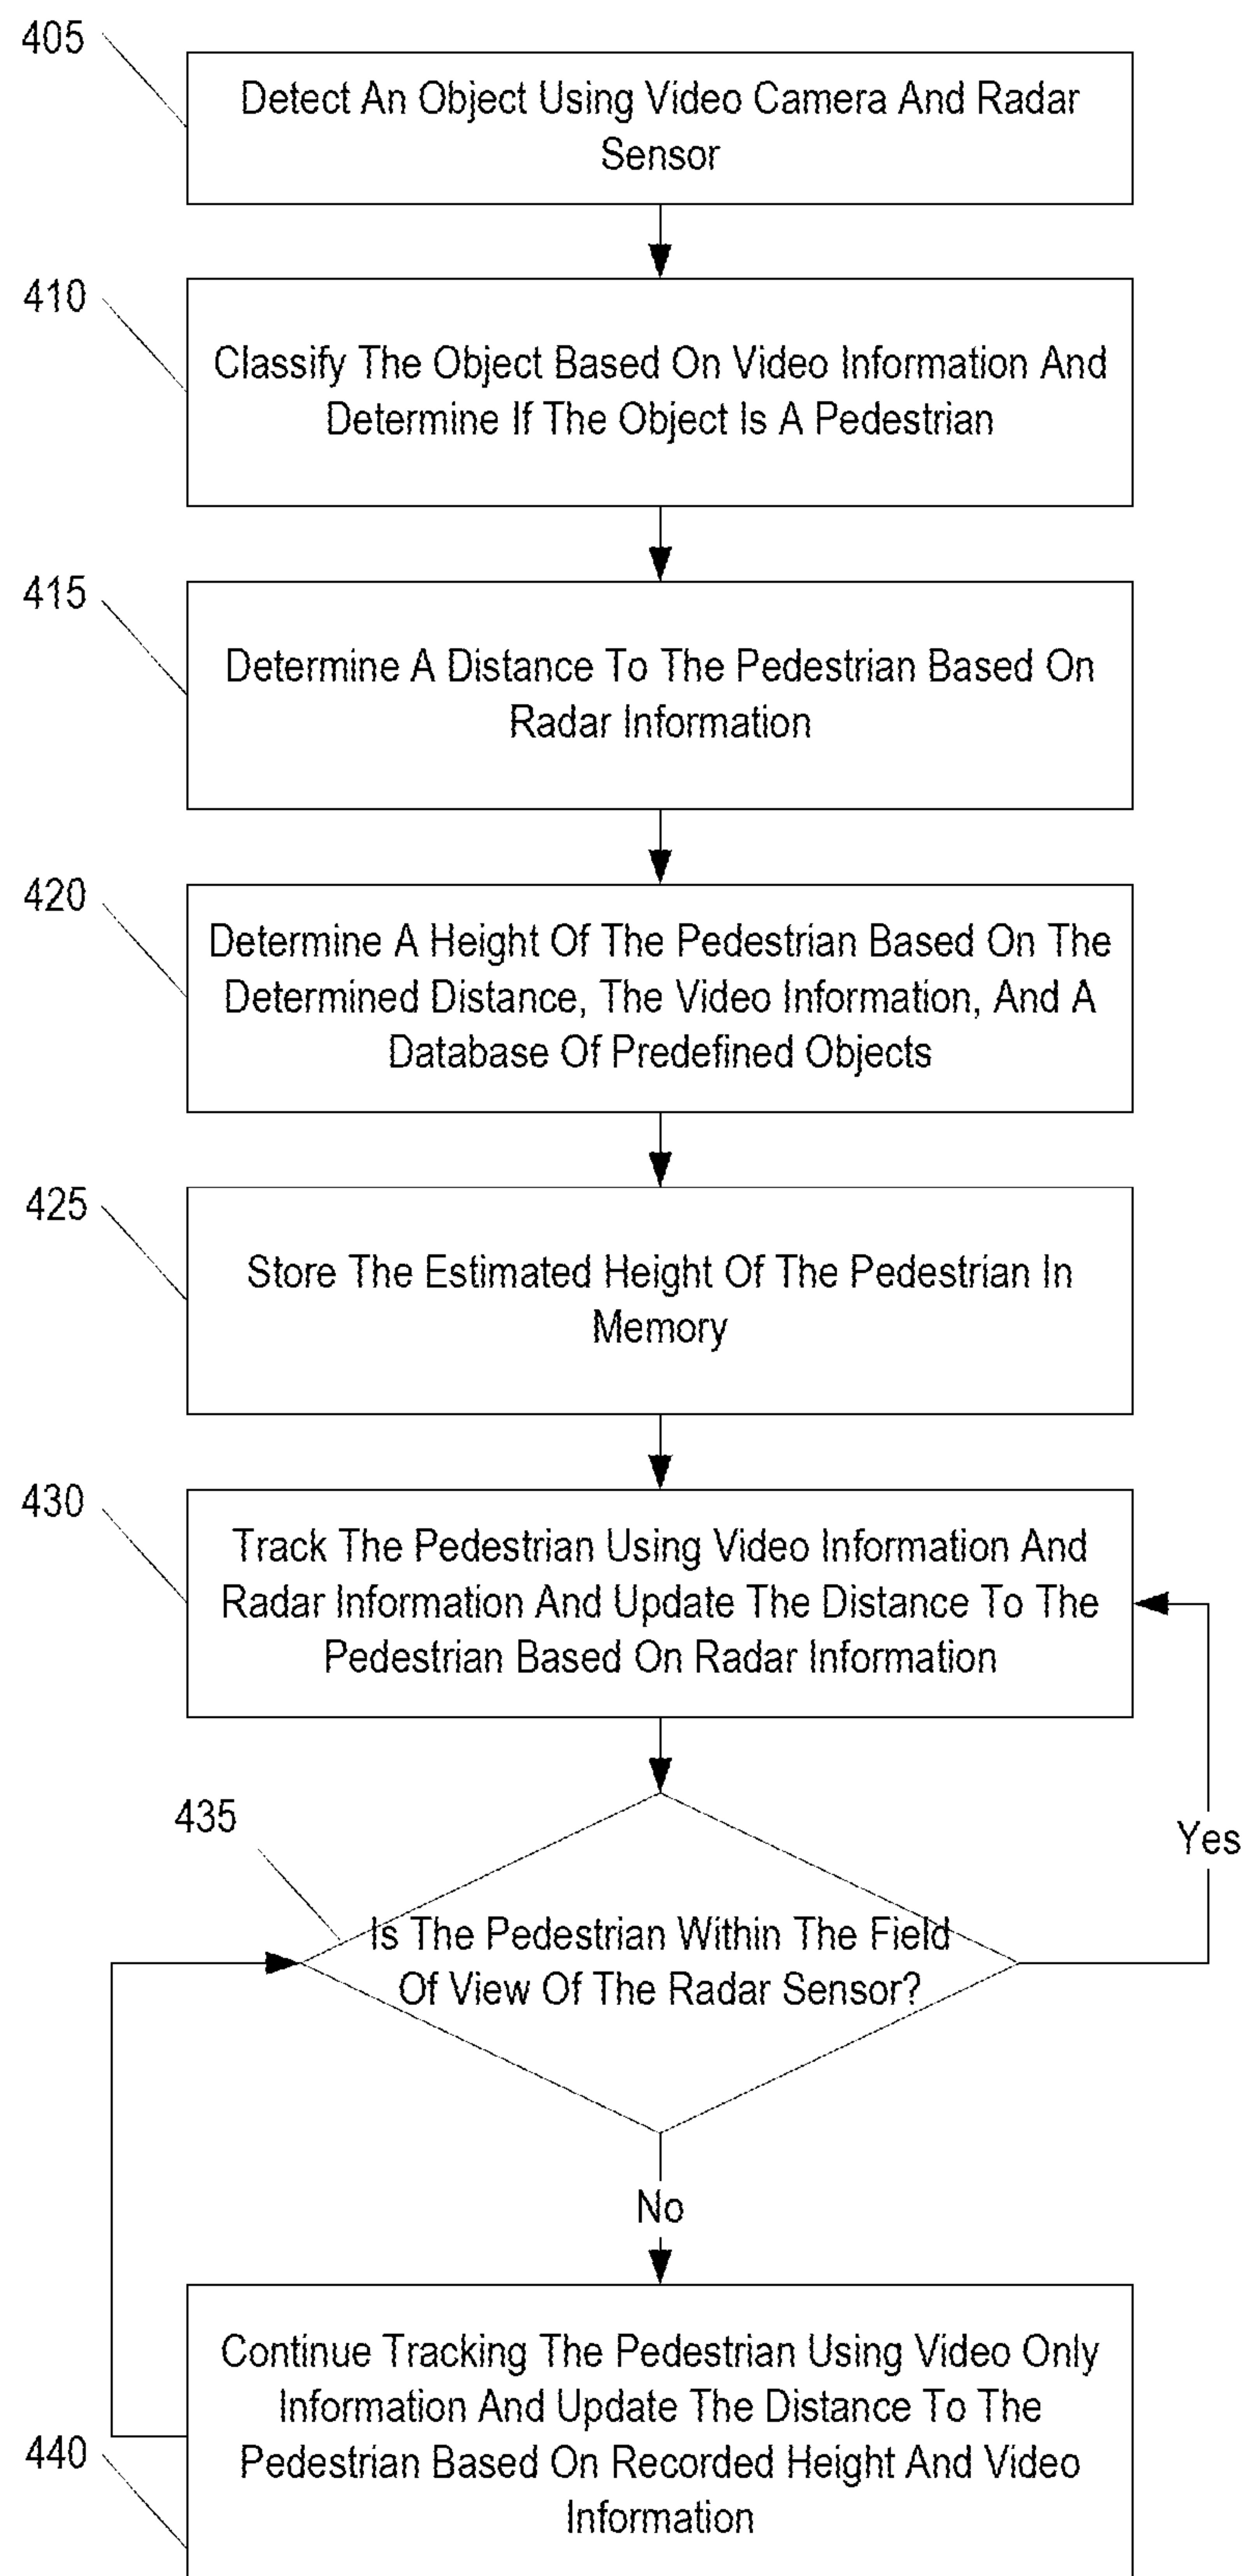 405
Detect An Object Using Video Camera And Radar
Sensor
410
Classify The Object Based On Video Information And
Determine If The Object Is A Pedestrian
415
Determine A Distance To The Pedestrian Based On
Radar Information
420
Determine A Height Of The Pedestrian Based On The
Determined Distance, The Video Information, And A
Database Of Predefined Objects
425
Store The Estimated Height Of The Pedestrian In
Memory
430
Track The Pedestrian Using Video Information And
Radar Information And Update The Distance To The
Pedestrian Based On Radar Information
435
Yes
Is The Pedestrian Within The Field
Of View Of The Radar Sensor?
No
Continue Tracking The Pedestrian Using Video Only
Information And Update The Distance To The
Pedestrian Based On Recorded Height And Video
Information
440